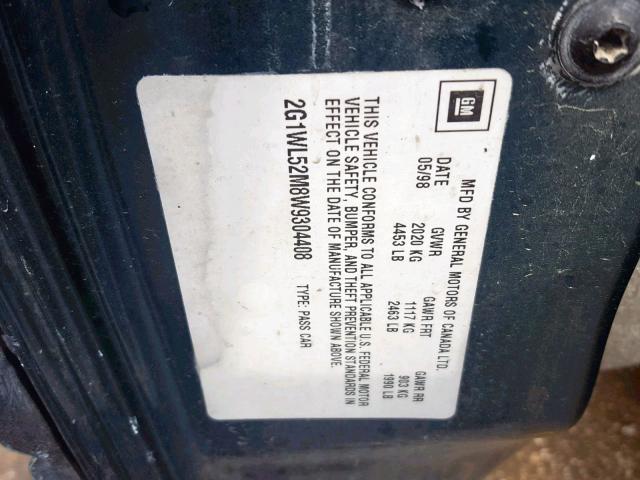 GM
MFD BY GENERAL MOTORS OF CANADA LTD.
DATE GVWR GAWR FRT GAWR RR
05/98 2020 KG 1117 KG 903 KG
4453 LB 2463 LB 1990 LB
THIS VEHICLE CONFORMS TO ALL APPLICABLE U.S. FEDERAL MOTOR
VEHICLE SAFETY, BUMPER, AND THEFT PREVENTION STANDARDS IN
EFFECT ON THE DATE OF MANUFACTURE SHOWN ABOVE.
2G1WL52M8W9304408 TYPE: PASS CAR